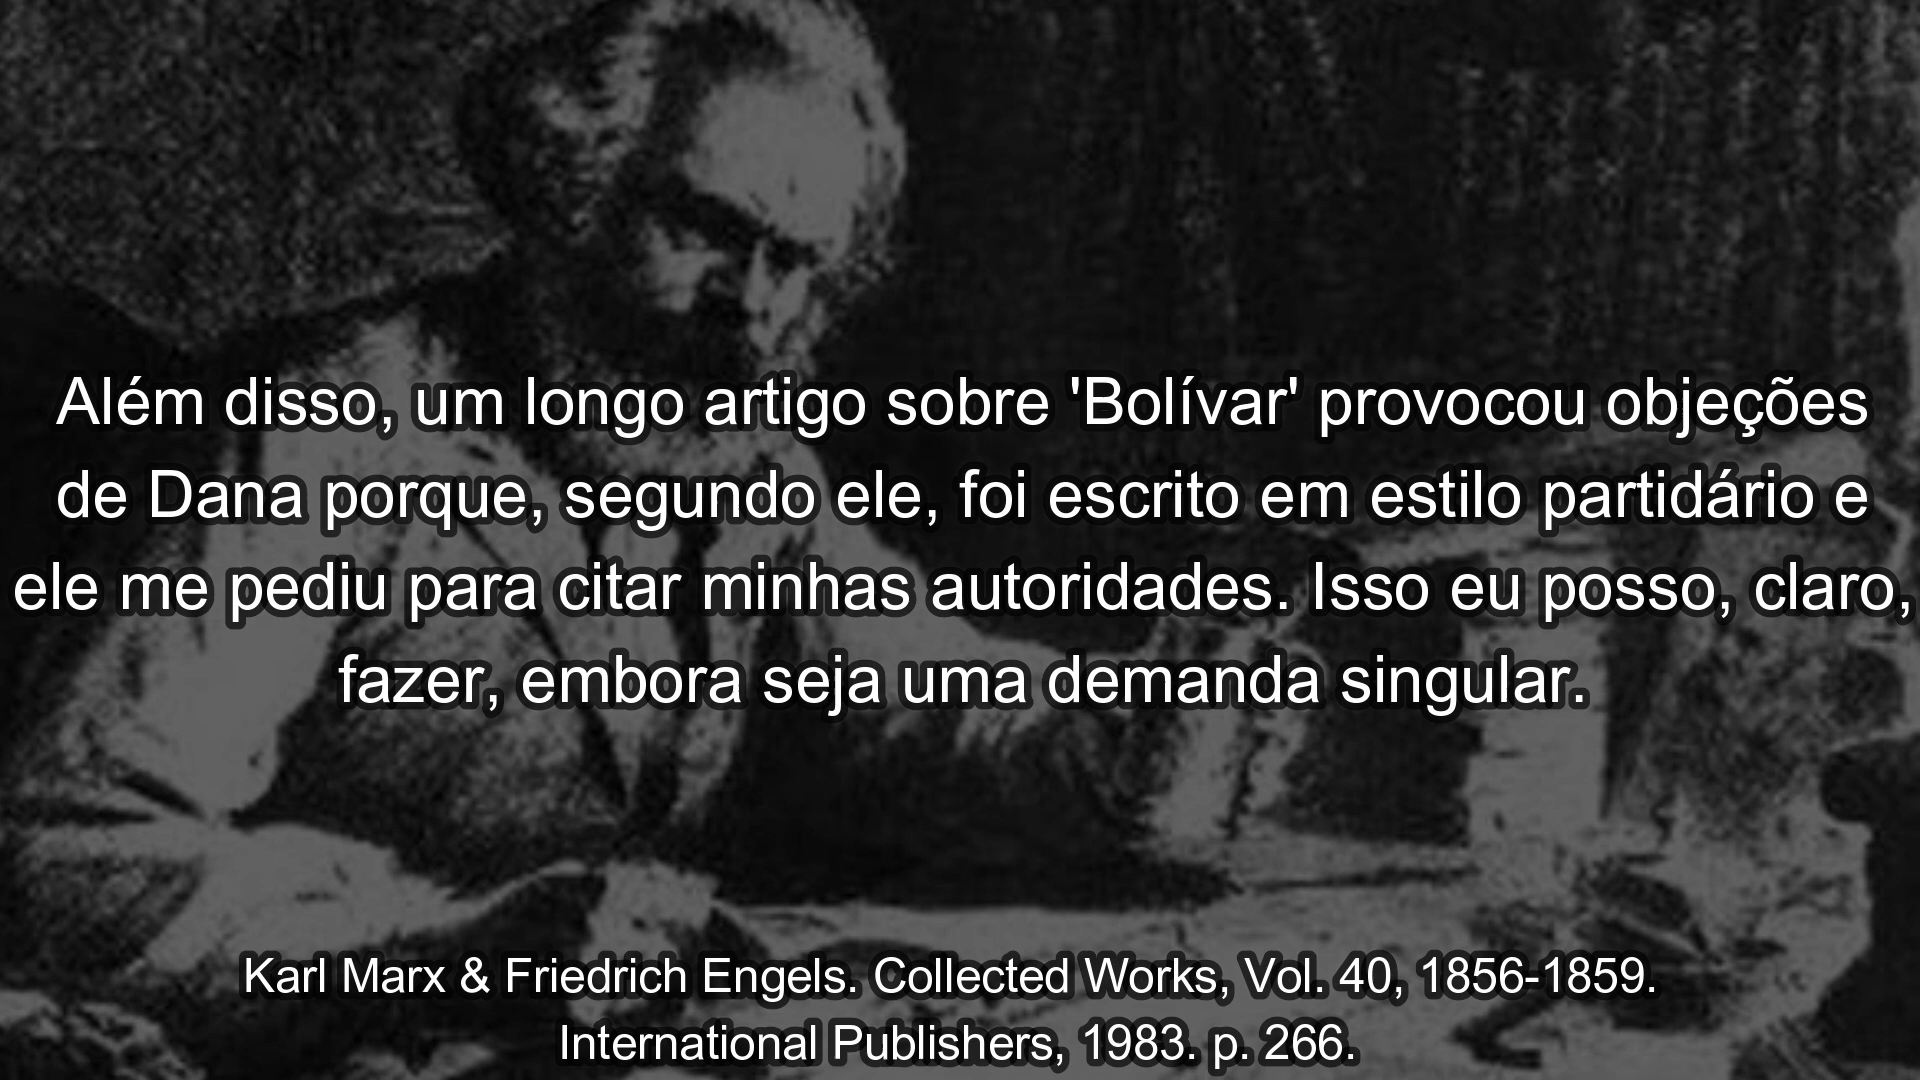 Além disso, um longo artigo sobre 'Bolívar' provocou objeções
de Dana porque, segundo ele, foi escrito em estilo partidário e
ele me pediu para citar minhas autoridades. Isso eu posso, claro,
fazer, embora seja uma demanda singular.
Karl Marx & Friedrich Engels. Collected Works, Vol. 40, 1856-1859.
International Publishers, 1983. p. 266.